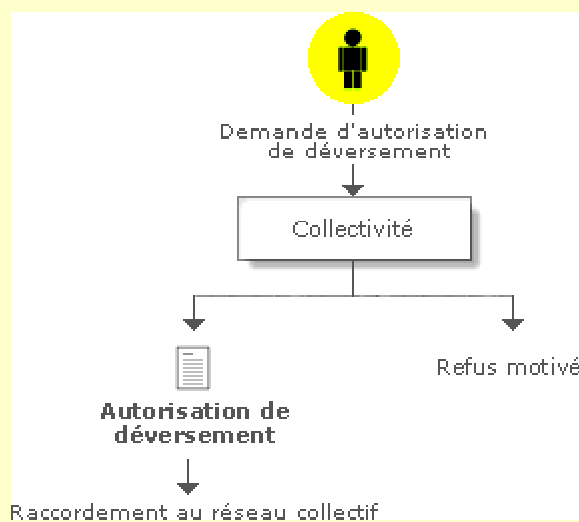 Demande d'autorisation
de déversement
Collectivité
Refus motivé
Autorisation de
déversement
Raccordement au réseau collectif